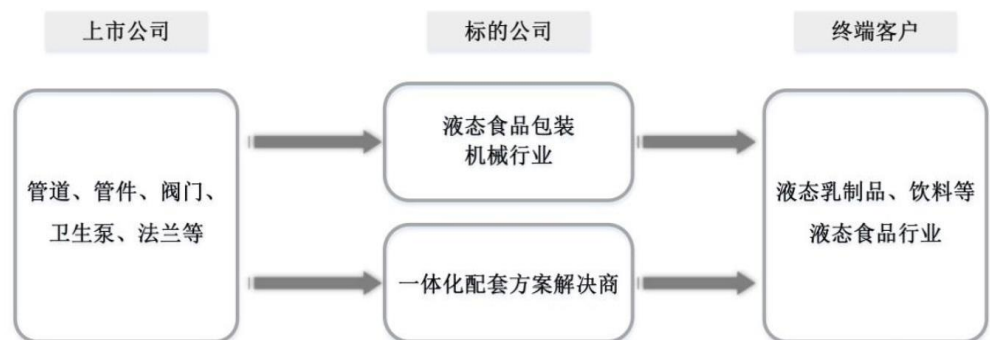 上市公司
标的公司
终端客户
管道、管件、阀门、
卫生泵、法兰等
液态食品包装
机械行业
一体化配套方案解决商
液态乳制品、饮料等
液态食品行业